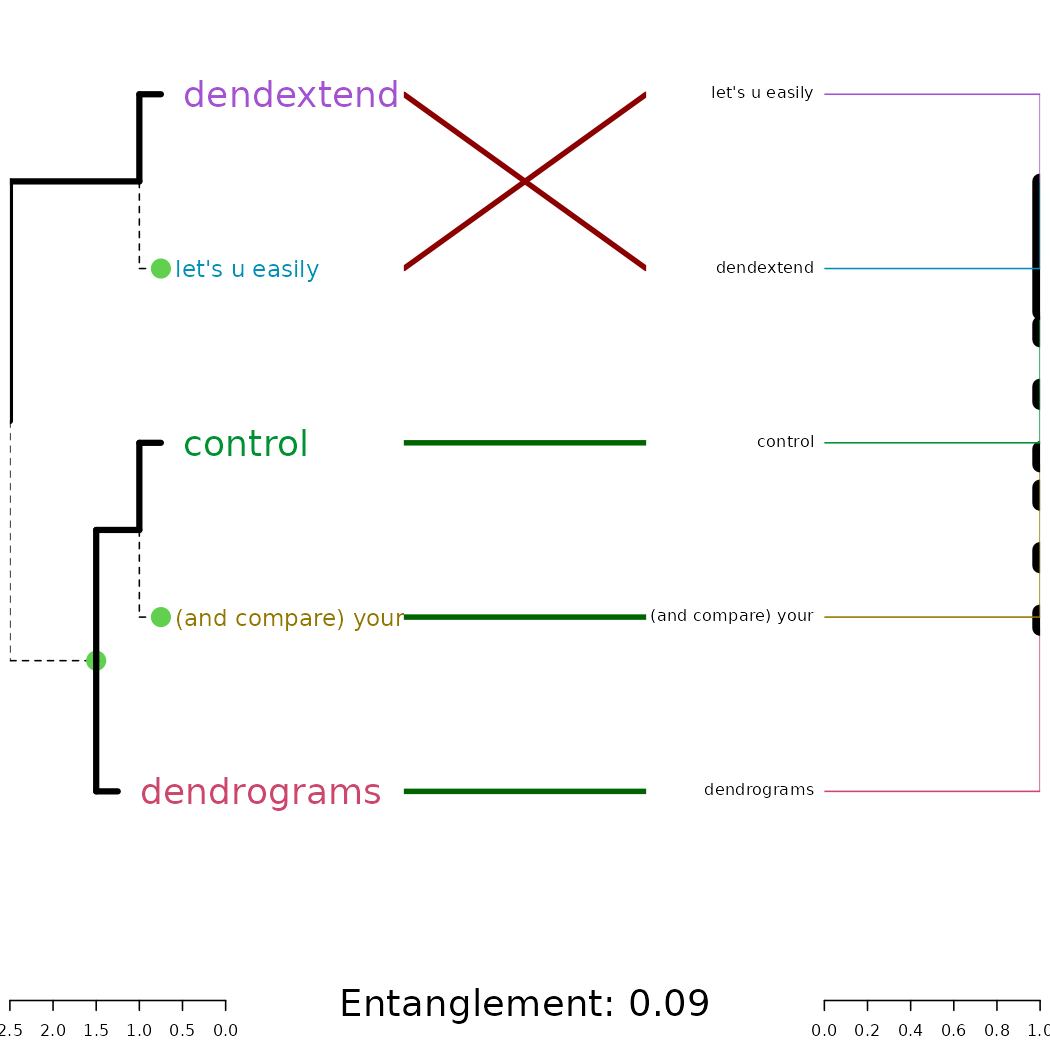 dendextend let's u easily
let's u easily dendextend
control control
(and compare) your (and compare) your
dendrograms dendrograms
Entanglement: 0.09
2.5 2.0 1.5 1.0 0.5 0.0 0.0 0.2 0.4 0.6 0.8 1.0